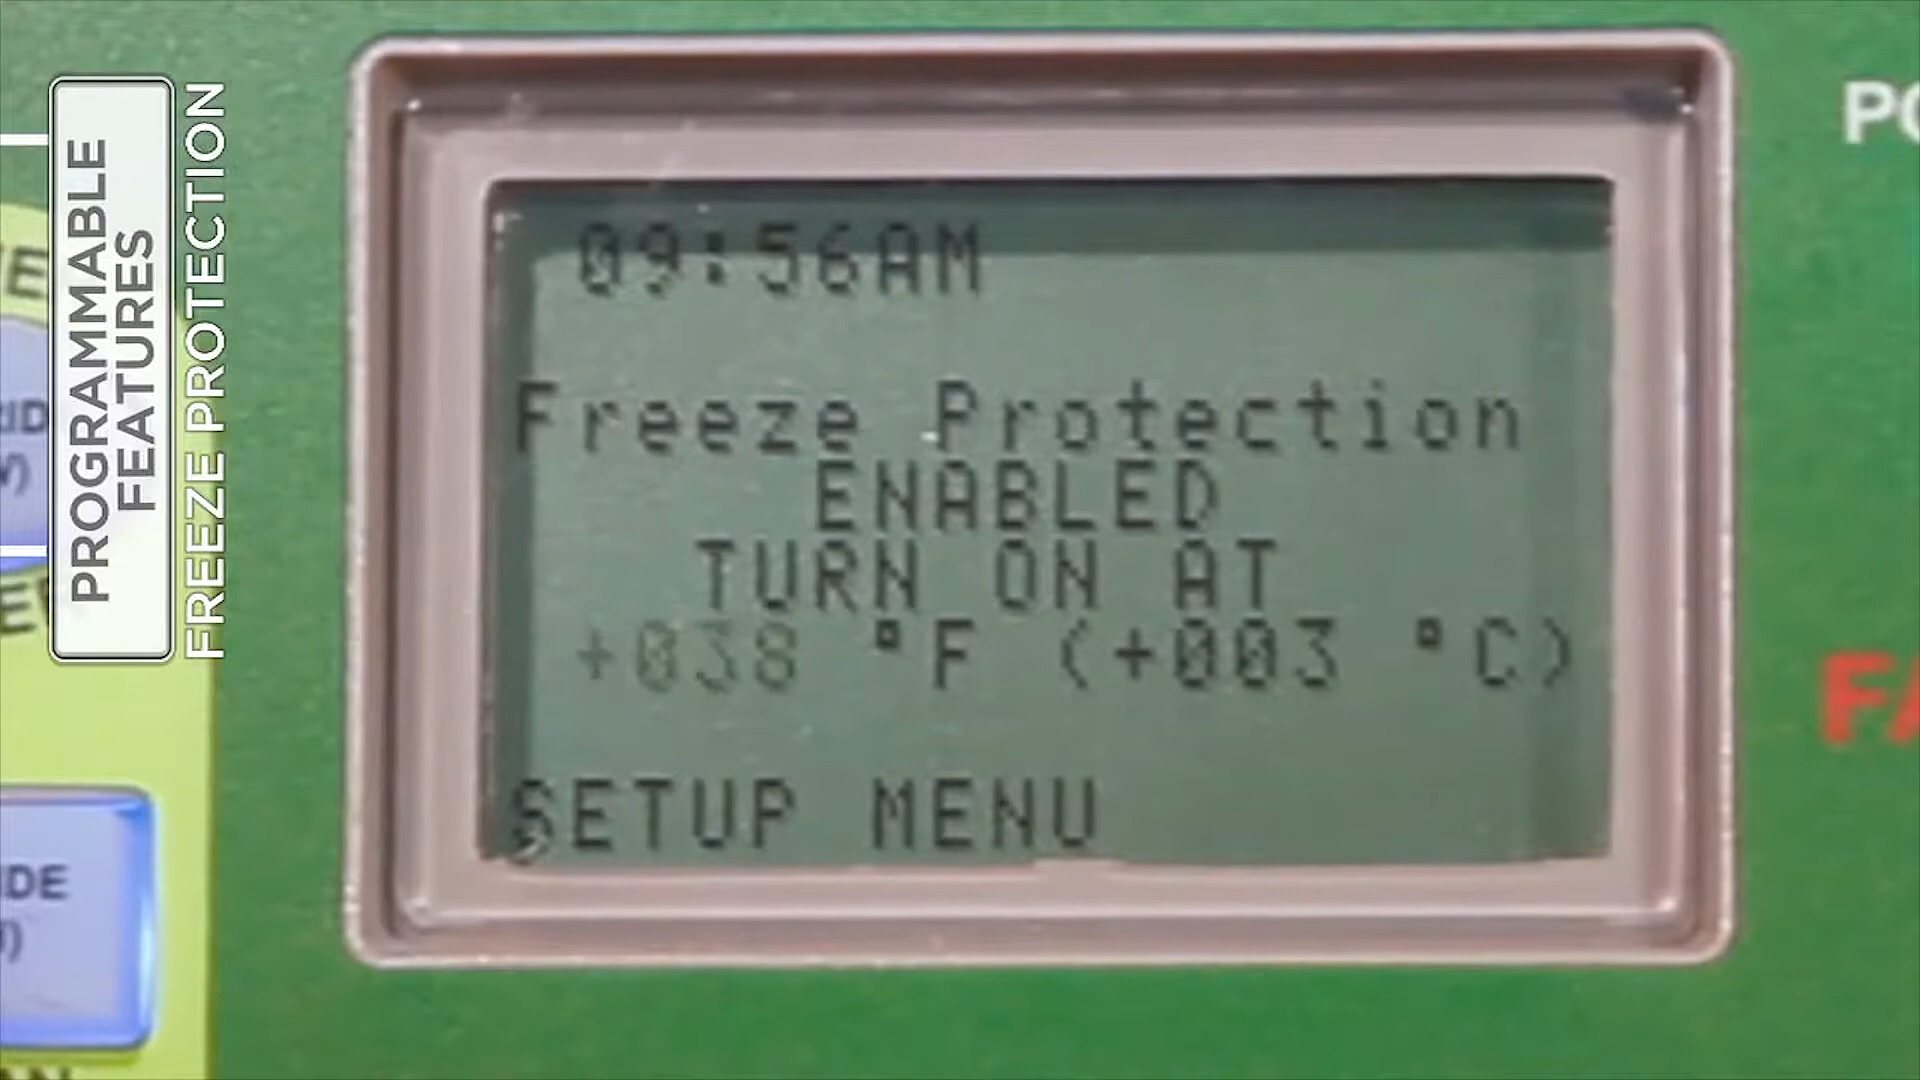 PROGRAMMABLE
FEATURES
FREEZE PROTECTION
09:56AM
Freeze Protection
ENABLED
TURN ON AT
+038 °F (+003 °C)
SETUP MENU